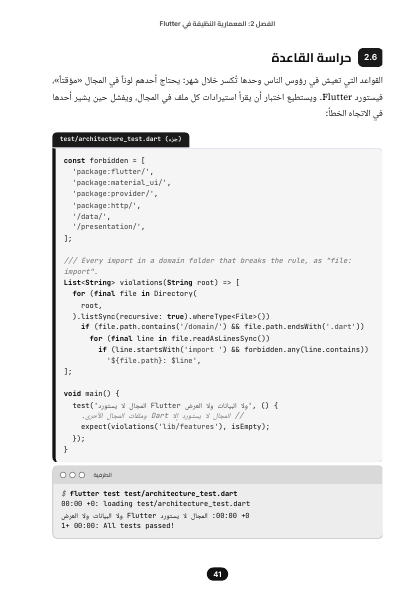 الفصل 2: المعمارية النظيفة في Flutter
2.6 حراسة القاعدة
القواعد التي تعيش في رؤوس الناس وحدها تُكسر خلال شهر: يحتاج أحدهم لوناً في المجال «مؤقتاً»،
فيستورد Flutter. ويستطيع اختبار أن يقرأ استيرادات كل ملف في المجال، ويفشل حين يشير أحدها
في الاتجاه الخطأ:
test/architecture_test.dart (جزء)
const forbidden = [
  'package:flutter/',
  'package:material_ui/',
  'package:provider/',
  'package:http/',
  '/data/',
  '/presentation/',
];
/// Every import in a domain folder that breaks the rule, as "file:
import".
List<String> violations(String root) => [
  for (final file in Directory(
    root,
  ).listSync(recursive: true).whereType<File>())
    if (file.path.contains('/domain/') && file.path.endsWith('.dart'))
      for (final line in file.readAsLinesSync())
        if (line.startsWith('import ') && forbidden.any(line.contains))
          '${file.path}: $line',
];
void main() {
  test('المجال لا يستورد Flutter ولا البيانات ولا العرض', () {
    // المجال لا يستورد إلا Dart وملفات المجال الأخرى.
    expect(violations('lib/features'), isEmpty);
  });
}
الطرفية
$ flutter test test/architecture_test.dart
00:00 +0: loading test/architecture_test.dart
00:00 +0: المجال لا يستورد Flutter ولا البيانات ولا العرض
00:00 +1: All tests passed!
41